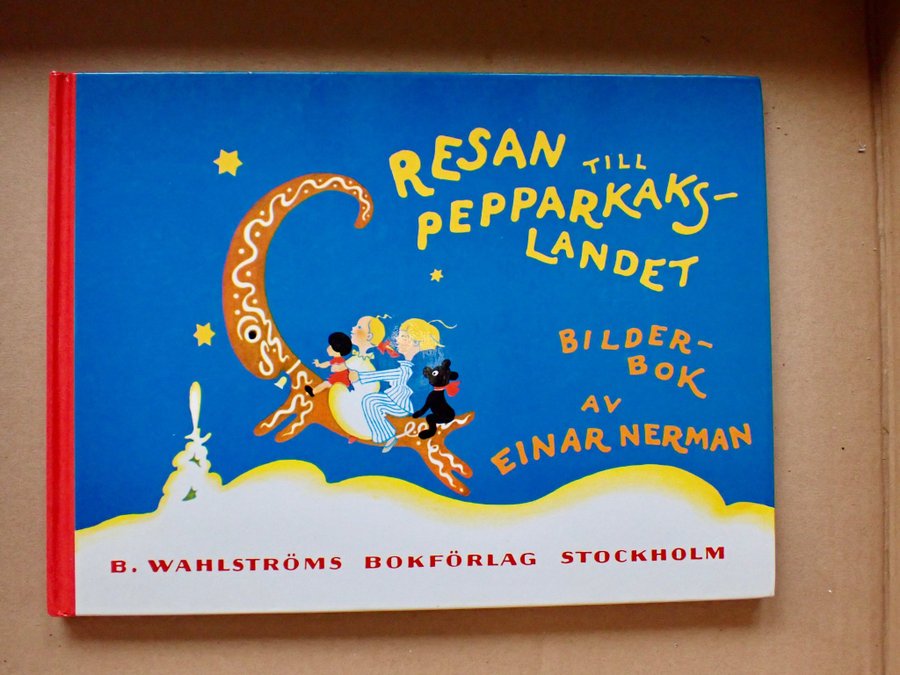 RESAN TILL
PEPPARKAKS-
LANDET
BILDER-
BOK
AV
EINAR NERMAN
B. WAHLSTRÖMS BOKFÖRLAG STOCKHOLM